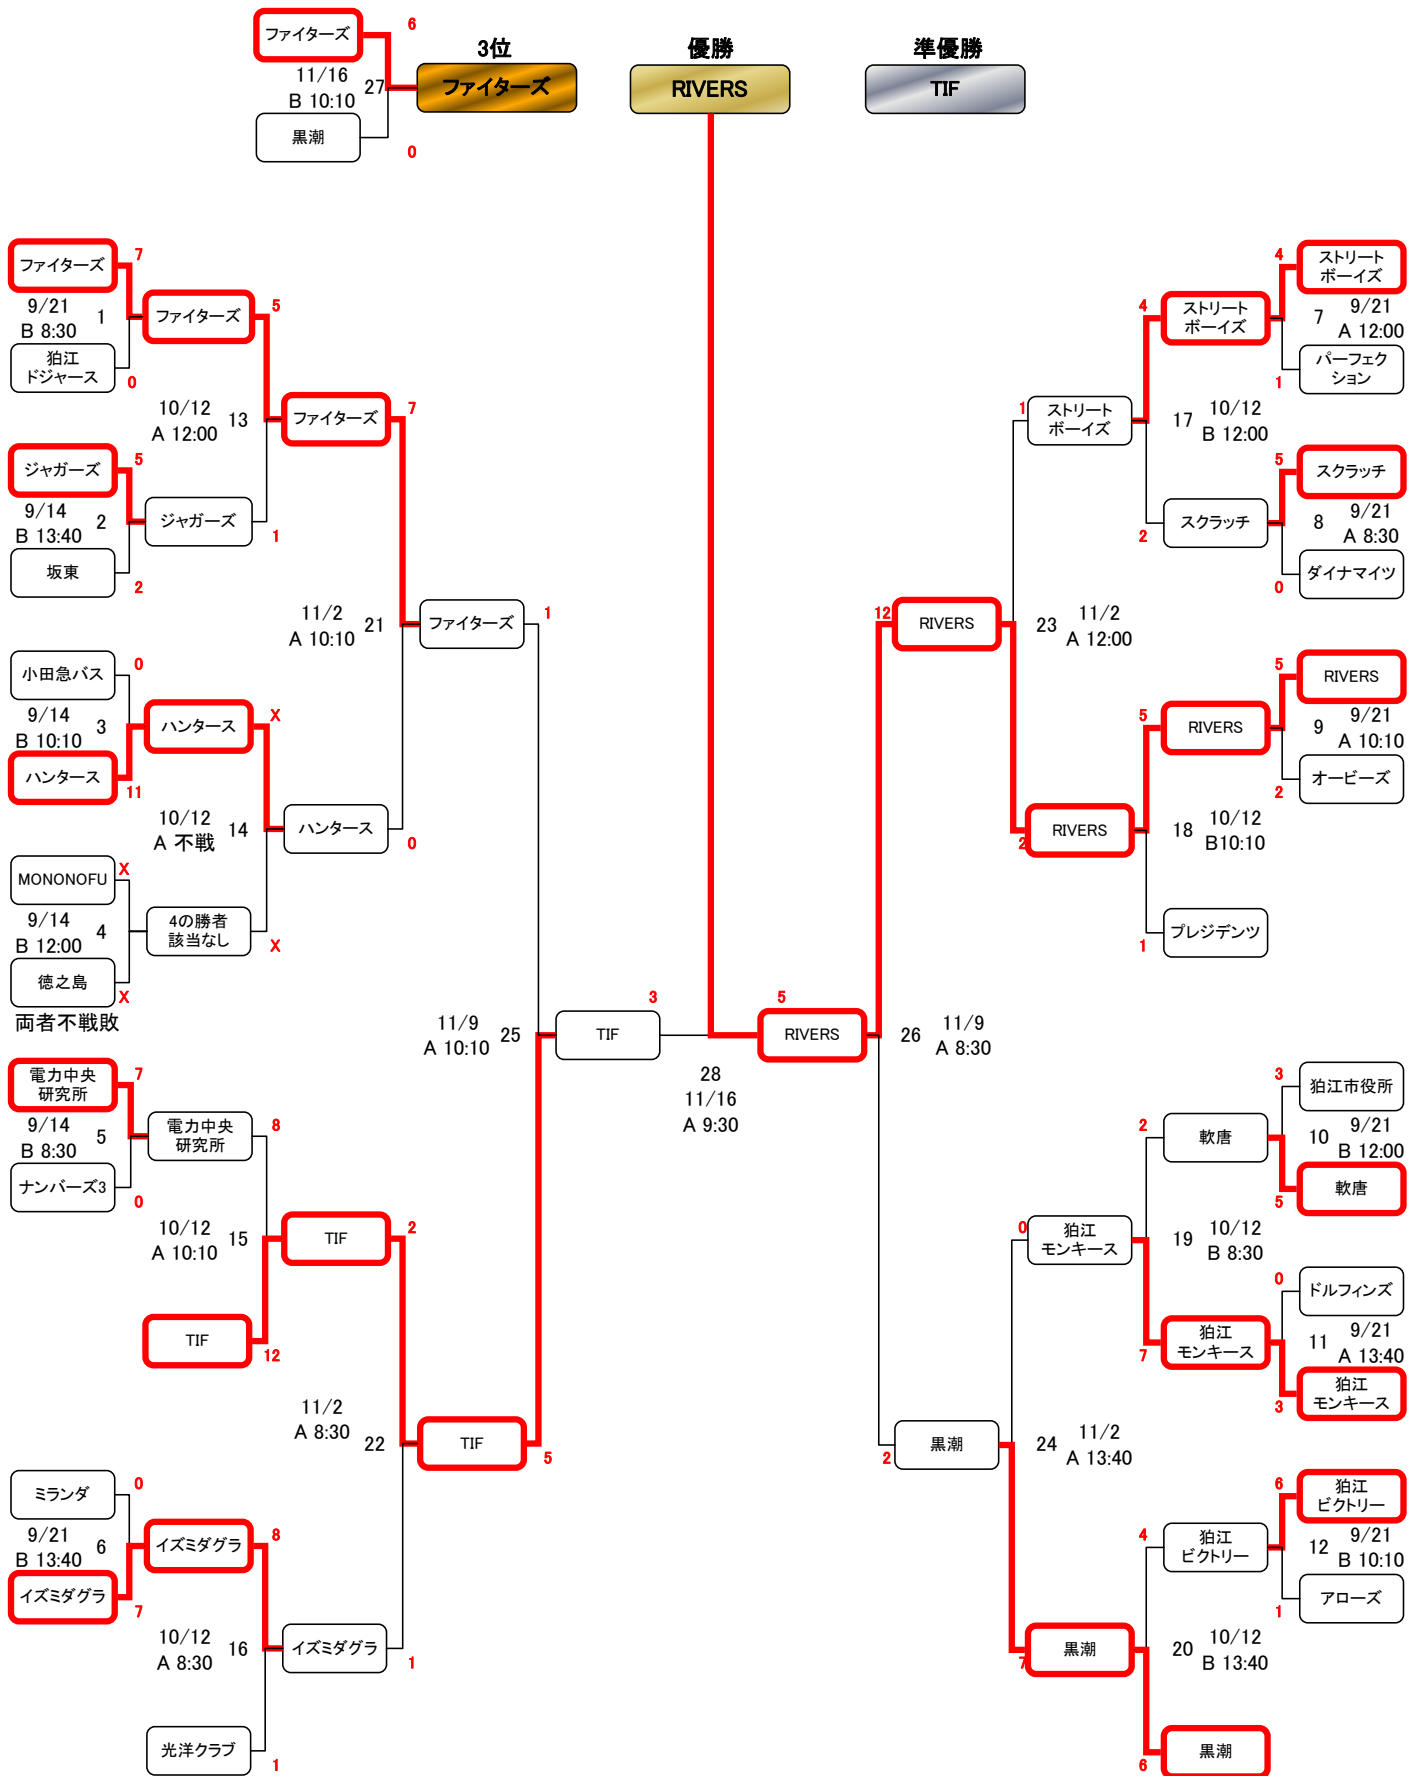 ファイターズ
6
11/16
B 10:10
27
黒潮
0
3位
ファイターズ
優勝
RIVERS
準優勝
TIF
ファイターズ
7
9/21
B 8:30
1
狛江
ドジャース
0
ファイターズ
5
10/12
A 12:00
13
ジャガーズ
5
9/14
B 13:40
2
坂東
2
ジャガーズ
1
ファイターズ
7
11/2
A 10:10
21
小田急バス
0
9/14
B 10:10
3
ハンタース
11
ハンタース
X
10/12
A 不戦
14
MONONOFU
X
9/14
B 12:00
4
徳之島
X
両者不戦敗
4の勝者
該当なし
X
ハンタース
0
ファイターズ
1
11/9
A 10:10
25
電力中央
研究所
7
9/14
B 8:30
5
ナンバーズ3
0
電力中央
研究所
8
10/12
A 10:10
15
TIF
12
TIF
2
11/2
A 8:30
22
ミランダ
0
9/21
B 13:40
6
イズミダグラ
7
イズミダグラ
8
10/12
A 8:30
16
光洋クラブ
1
イズミダグラ
1
TIF
5
TIF
3
28
11/16
A 9:30
5
RIVERS
26
11/9
A 8:30
12
RIVERS
23
11/2
A 12:00
1
ストリート
ボーイズ
17
10/12
B 12:00
4
ストリート
ボーイズ
4
ストリート
ボーイズ
7
9/21
A 12:00
1
パーフェク
ション
2
スクラッチ
5
スクラッチ
8
9/21
A 8:30
0
ダイナマイツ
2
RIVERS
18
10/12
B10:10
5
RIVERS
5
RIVERS
9
9/21
A 10:10
2
オービーズ
1
プレジデンツ
2
黒潮
24
11/2
A 13:40
0
狛江
モンキース
19
10/12
B 8:30
2
軟唐
3
狛江市役所
10
9/21
B 12:00
5
軟唐
7
狛江
モンキース
0
ドルフィンズ
11
9/21
A 13:40
3
狛江
モンキース
7
黒潮
20
10/12
B 13:40
4
狛江
ビクトリー
6
狛江
ビクトリー
12
9/21
B 10:10
1
アローズ
6
黒潮